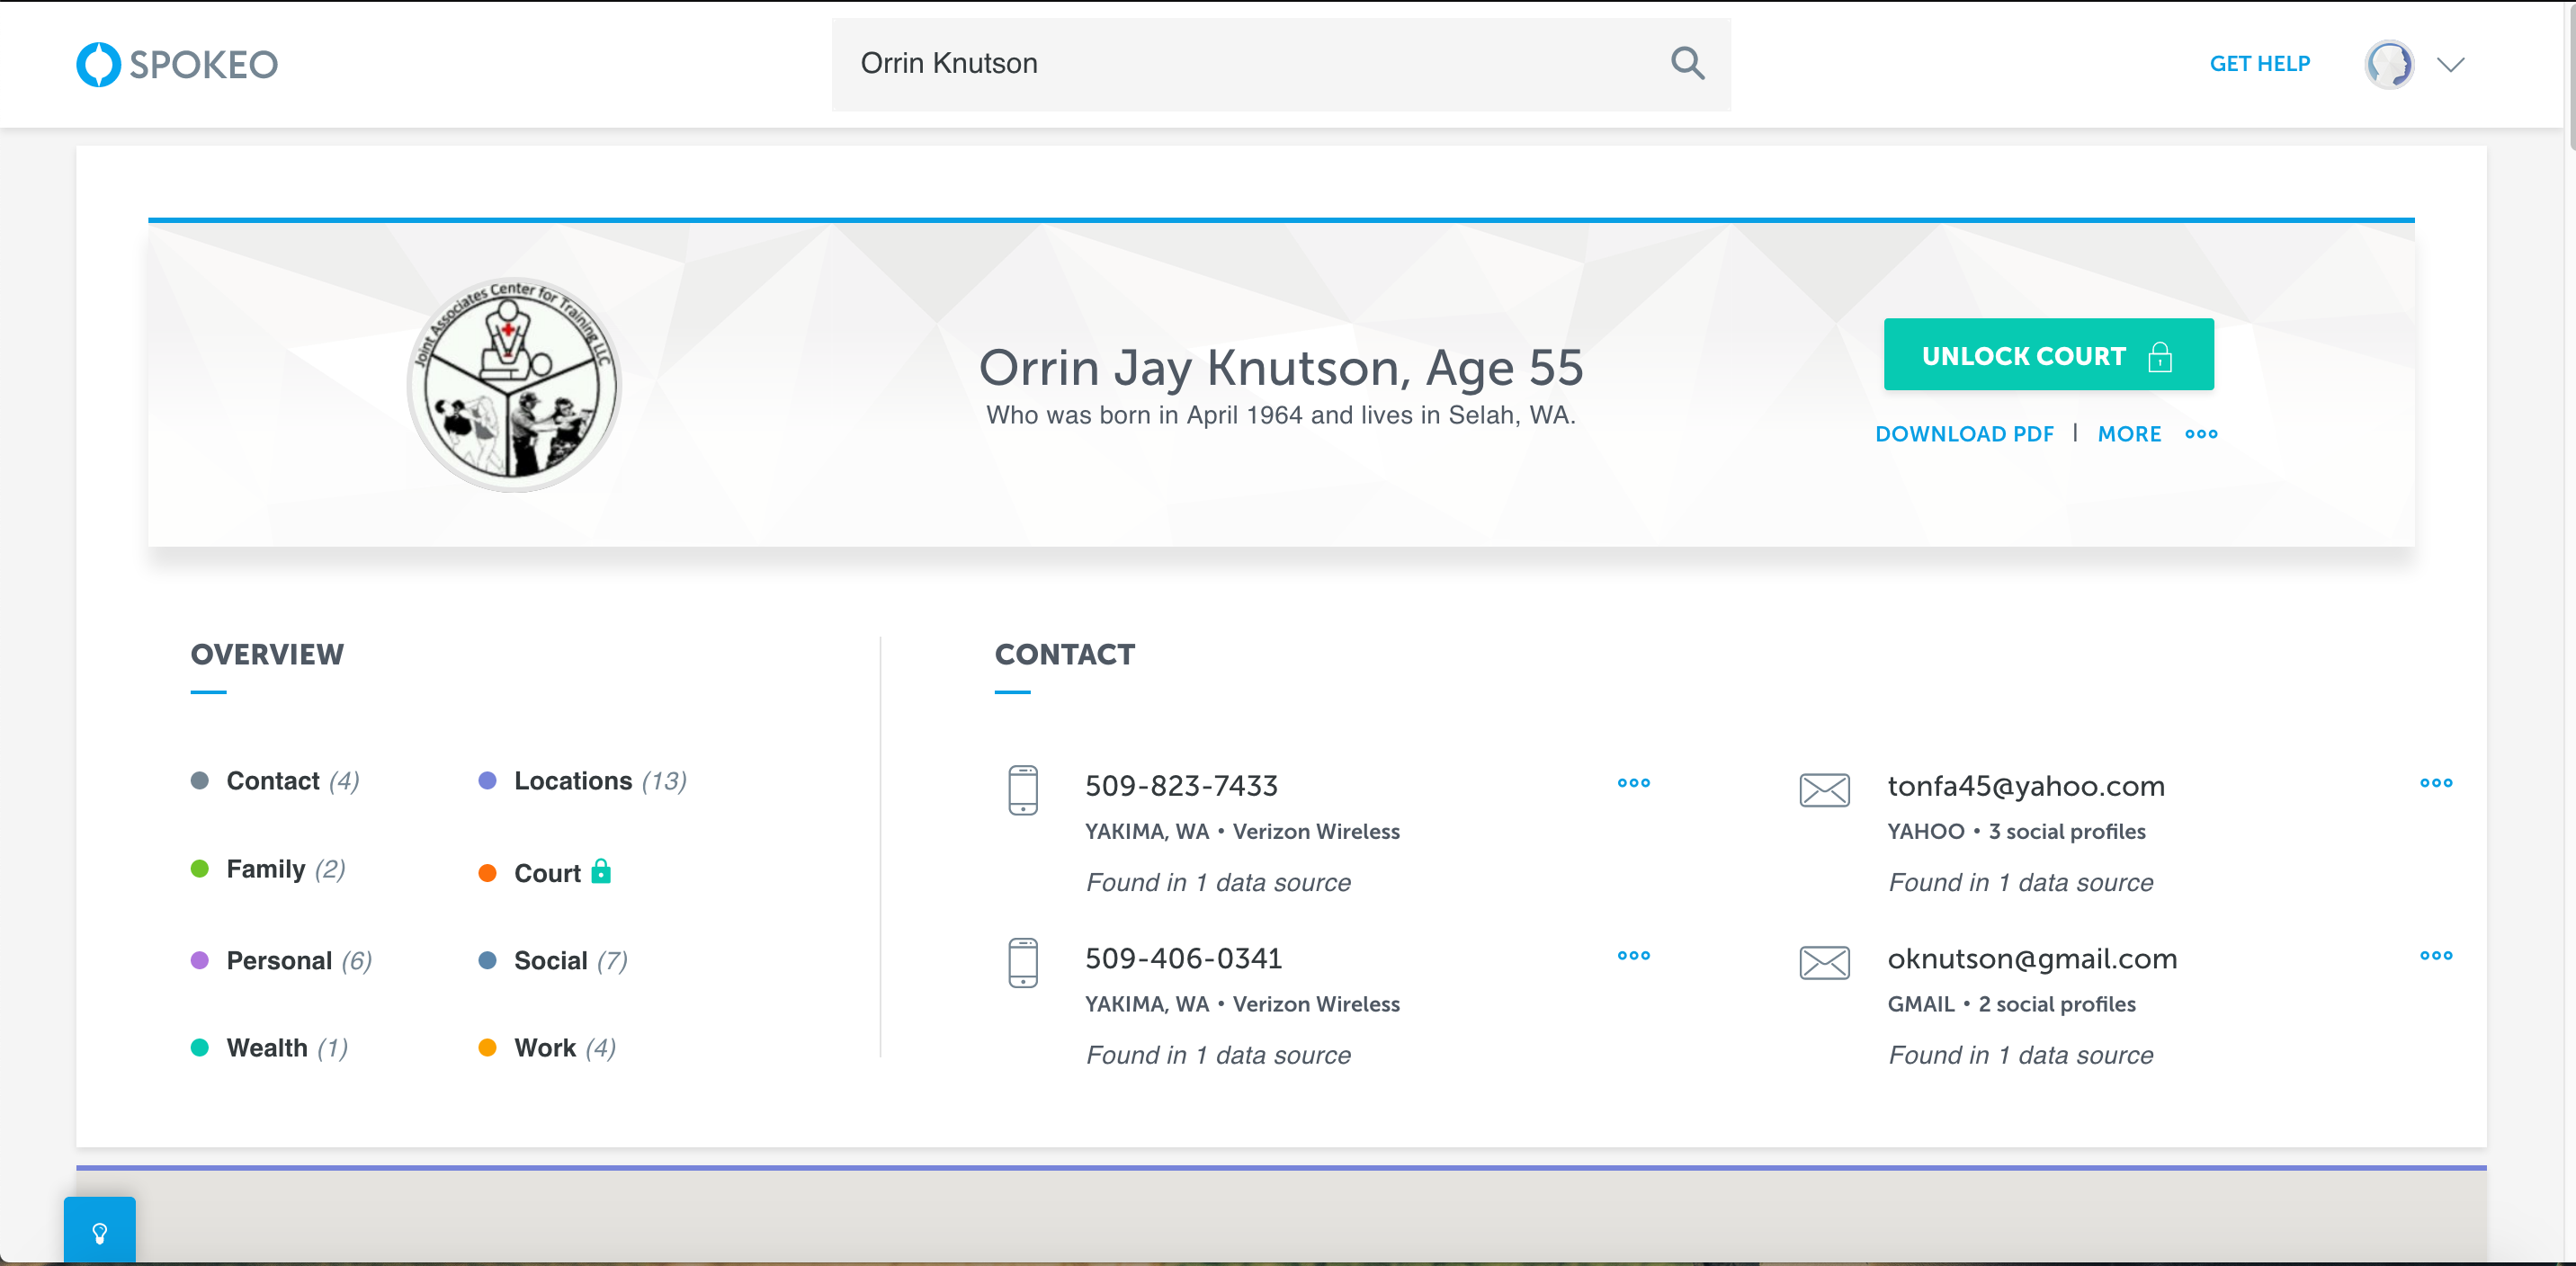 SPOKEO
Orrin Knutson
GET HELP
Joint Associates Center for Training LLC
Orrin Jay Knutson, Age 55
Who was born in April 1964 and lives in Selah, WA.
UNLOCK COURT
DOWNLOAD PDF | MORE
OVERVIEW
Contact (4)
Locations (13)
Family (2)
Court
Personal (6)
Social (7)
Wealth (1)
Work (4)
CONTACT
509-823-7433
YAKIMA, WA • Verizon Wireless
Found in 1 data source
tonfa45@yahoo.com
YAHOO • 3 social profiles
Found in 1 data source
509-406-0341
YAKIMA, WA • Verizon Wireless
Found in 1 data source
oknutson@gmail.com
GMAIL • 2 social profiles
Found in 1 data source